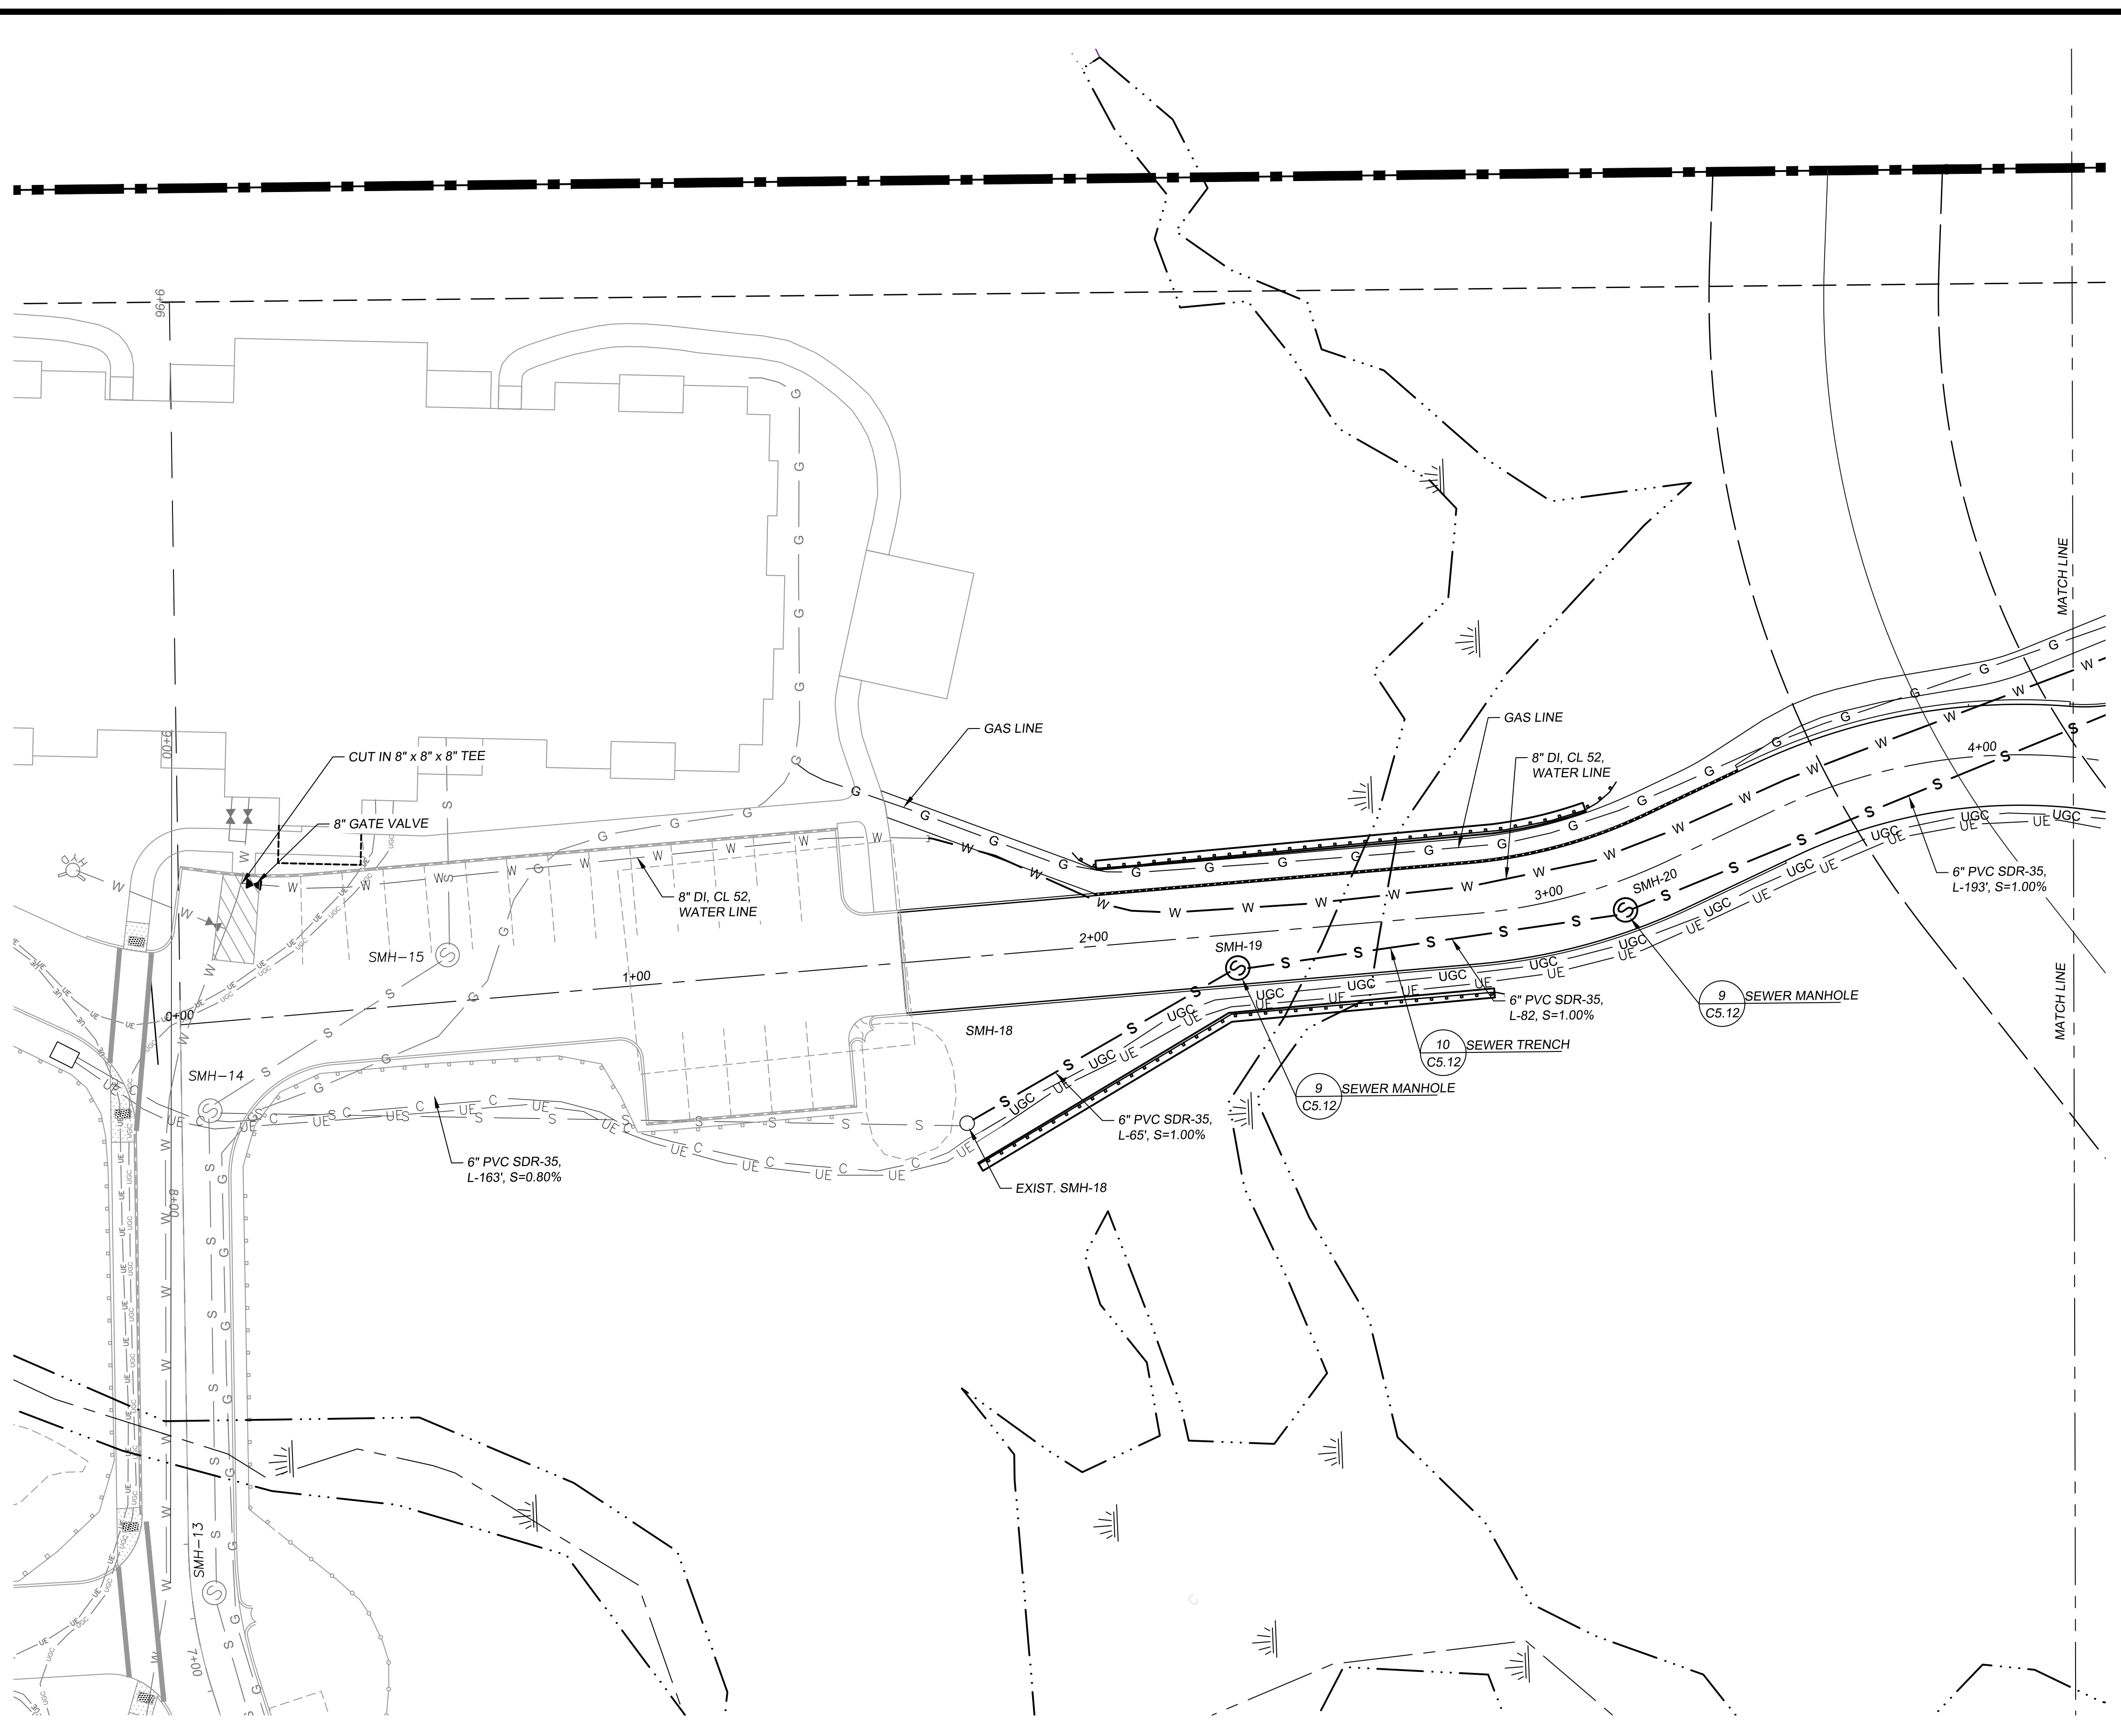 9+96
MATCH LINE
GAS LINE
GAS LINE
9+00
CUT IN 8" x 8" x 8" TEE
8" DI, CL 52,
WATER LINE
4+00
8" GATE VALVE
HYD
6" PVC SDR-35,
L-193', S=1.00%
SMH-20
3+00
8" DI, CL 52,
WATER LINE
2+00
SMH-19
SMH-15
1+00
9
C5.12
SEWER MANHOLE
6" PVC SDR-35,
L-82, S=1.00%
MATCH LINE
0+00
SMH-18
10
C5.12
SEWER TRENCH
SMH-14
9
C5.12
SEWER MANHOLE
6" PVC SDR-35,
L-65', S=1.00%
6" PVC SDR-35,
L-163', S=0.80%
EXIST. SMH-18
8+00
SMH-13
7+00